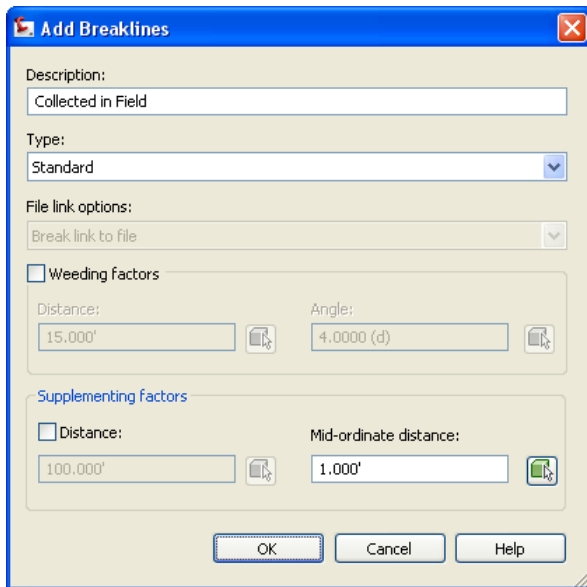 Add Breaklines
Description:
Collected in Field
Type:
Standard
File link options:
Break link to file
Weeding factors
Distance: Angle:
15.000' 4.0000 (d)
Supplementing factors
Distance: Mid-ordinate distance:
100.000' 1.000'
OK Cancel Help